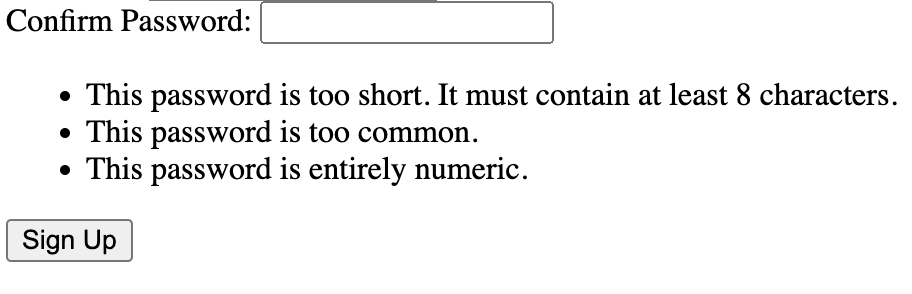 Confirm Password:
This password is too short. It must contain at least 8 characters.
This password is too common.
This password is entirely numeric.
Sign Up